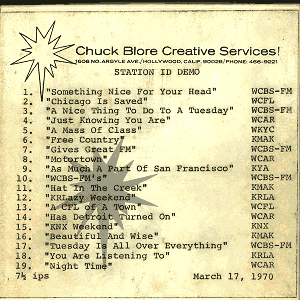 Chuck Blore Creative Services!
1606 NO. ARGYLE AVE./HOLLYWOOD, CALIF. 90028/PHONE: 466-9221
STATION ID DEMO
1. "Something Nice For Your Head" WCBS-FM
2. "Chicago Is Saved" WCFL
3. "A Nice Thing To Do To A Tuesday" WCBS-FM
4. "Just Knowing You Are" WCAR
5. "A Mass Of Class" WKYC
6. "Free Country" KMAK
7. "Gives Great FM" WCBS-FM
8. "Motortown" WCAR
9. "As Much A Part Of San Francisco" KYA
10. "WCBS-FM's" WCBS-FM
11. "Hat In The Creek" KMAK
12. "KRLazy Weekend" KRLA
13. "A CFL of A Town" WCFL
14. "Has Detroit Turned On" WCAR
15. "KNX Weekend" KNX
16. "Beautiful And Wise" KMAK
17. "Tuesday Is All Over Everything" WCBS-FM
18. "You Are Listening To" KRLA
19. "Night Time" WCAR
7½ ips March 17, 1970